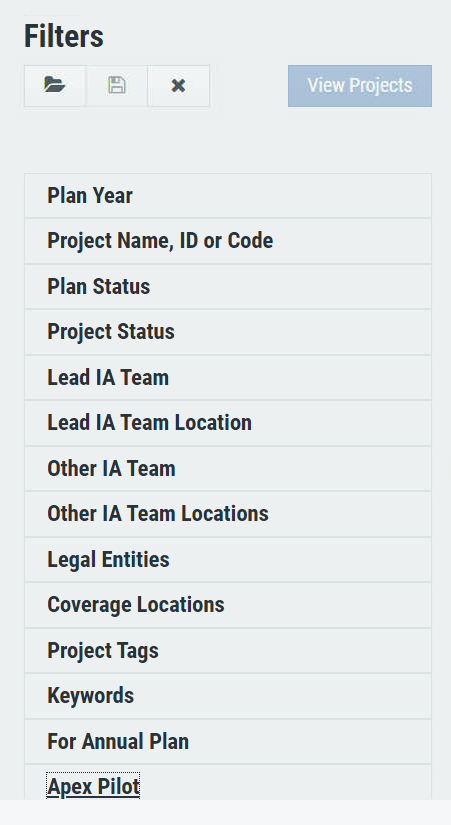 Filters
View Projects
Plan Year
Project Name, ID or Code
Plan Status
Project Status
Lead IA Team
Lead IA Team Location
Other IA Team
Other IA Team Locations
Legal Entities
Coverage Locations
Project Tags
Keywords
For Annual Plan
Apex Pilot